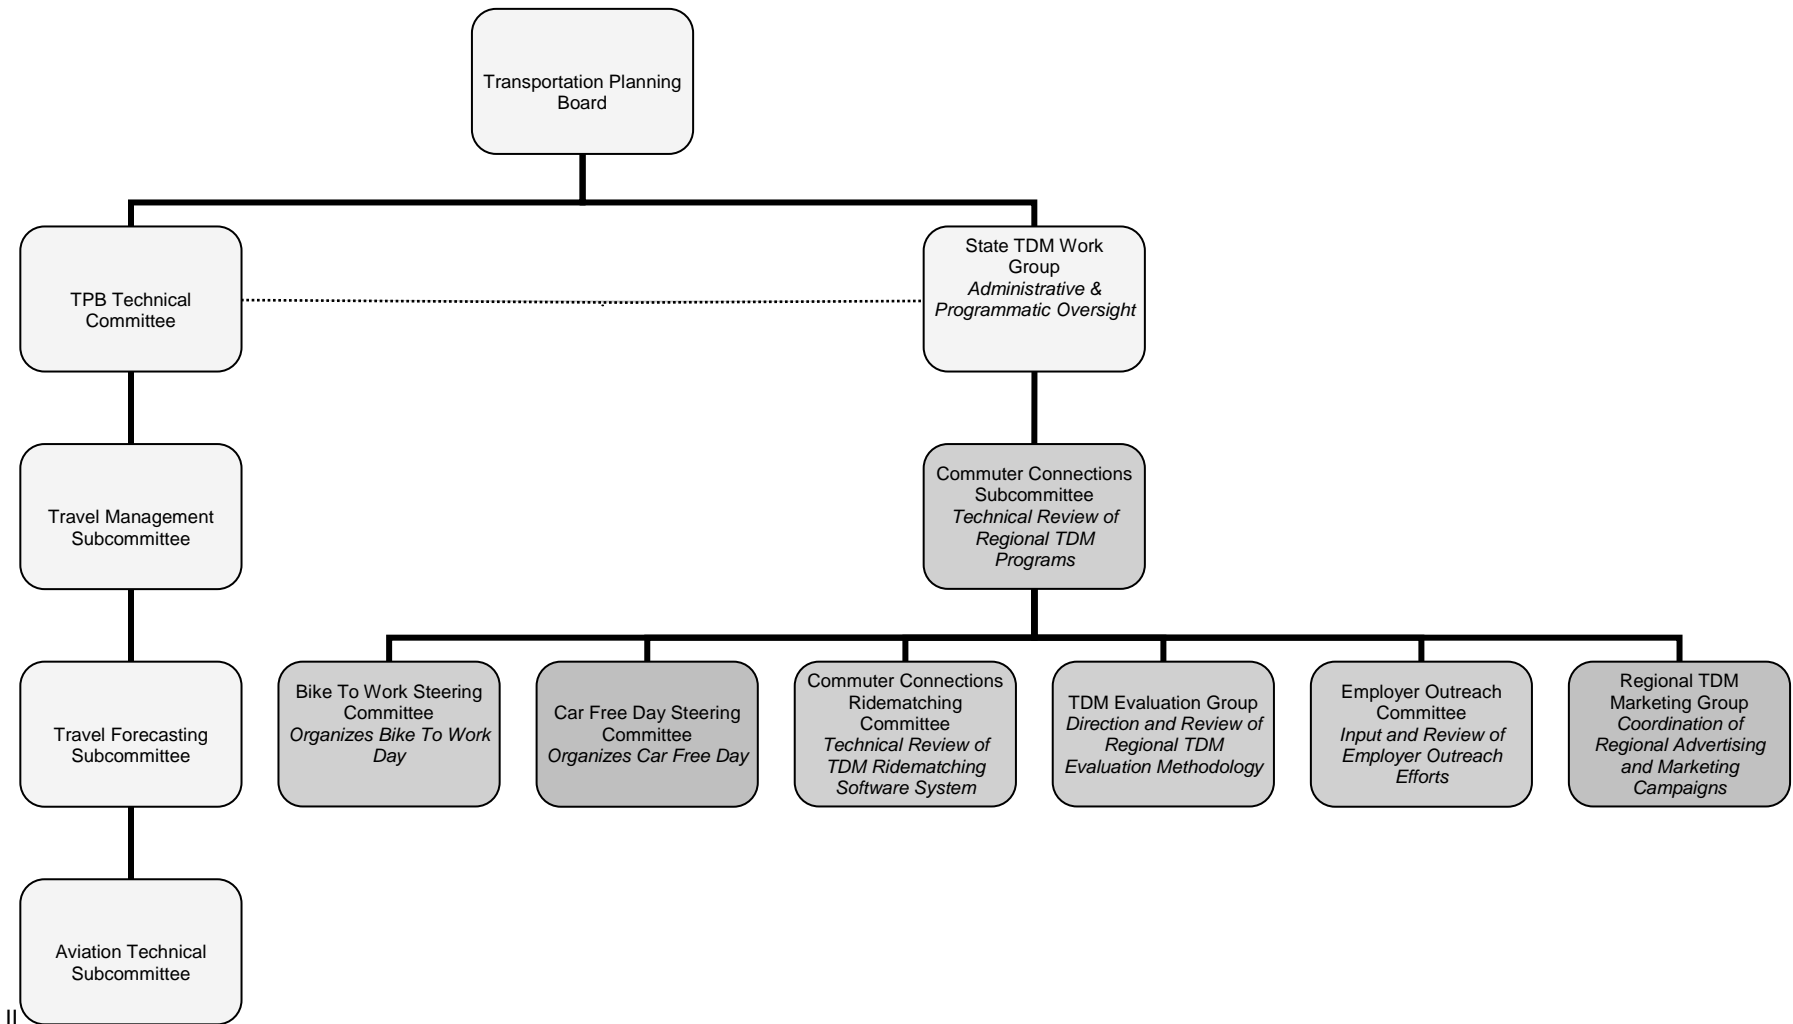 Transportation Planning
Board
TPB Technical
Committee
State TDM Work
Group
Administrative &
Programmatic Oversight
Travel Management
Subcommittee
Commuter Connections
Subcommittee
Technical Review of
Regional TDM
Programs
Travel Forecasting
Subcommittee
Bike To Work Steering
Committee
Organizes Bike To Work
Day
Car Free Day Steering
Committee
Organizes Car Free Day
Commuter Connections
Ridematching
Committee
Technical Review of
TDM Ridematching
Software System
TDM Evaluation Group
Direction and Review of
Regional TDM
Evaluation Methodology
Employer Outreach
Committee
Input and Review of
Employer Outreach
Efforts
Regional TDM
Marketing Group
Coordination of
Regional Advertising
and Marketing
Campaigns
Aviation Technical
Subcommittee
II